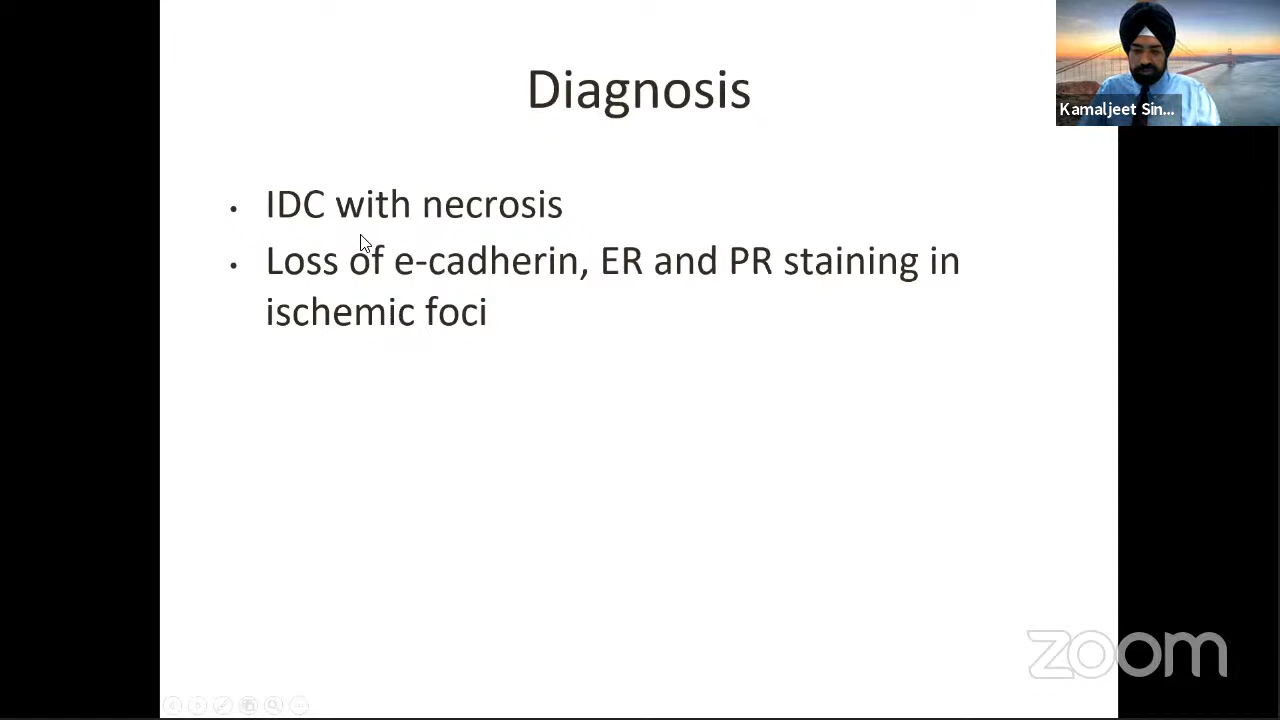 Diagnosis
Kamaljeet Sin...
• IDC with necrosis
• Loss of e-cadherin, ER and PR staining in
ischemic foci
zoom